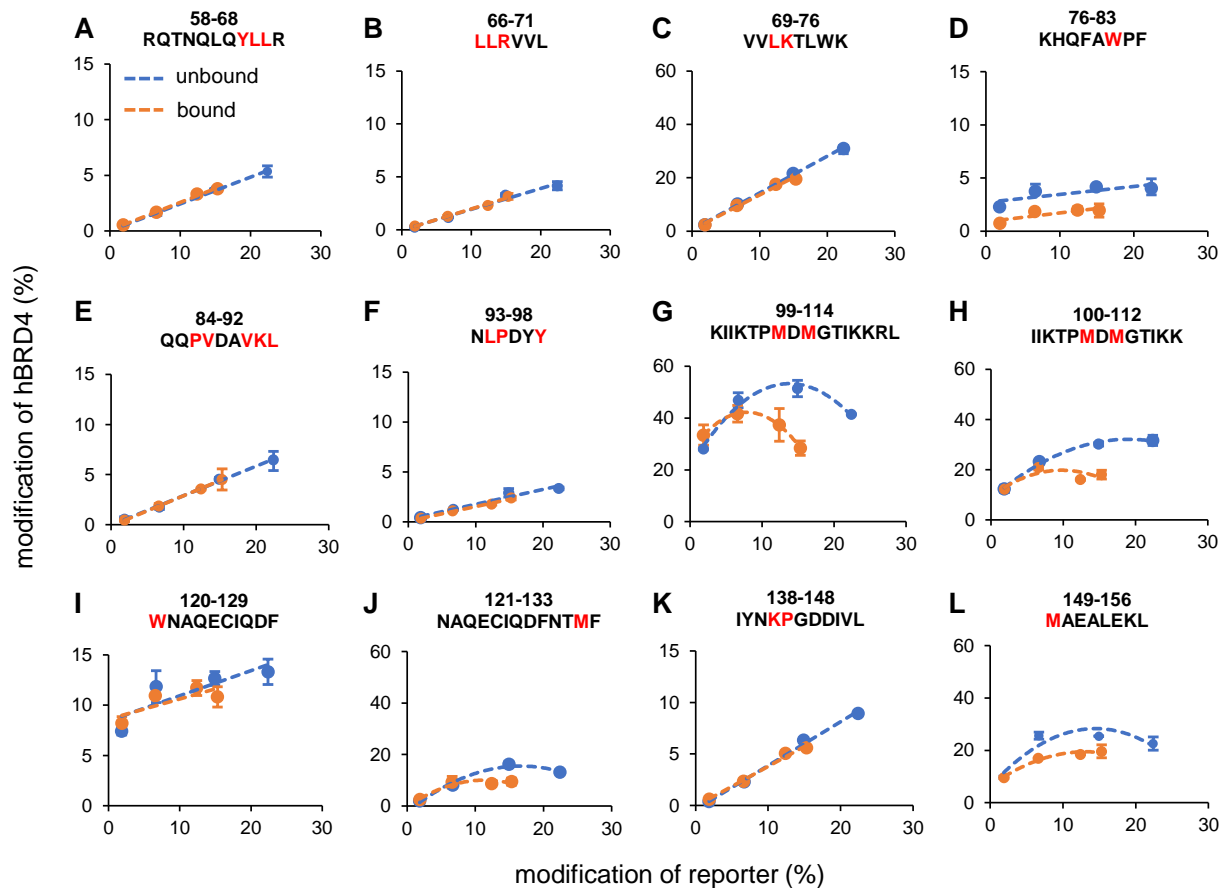 A
58-68
RQTNQLQYLLR
unbound
bound
15
10
5
0
0 10 20 30
B
66-71
LLRVVL
15
10
5
0
0 10 20 30
C
69-76
VVLKTLWK
60
40
20
0
0 10 20 30
D
76-83
KHQFAWPF
15
10
5
0
0 10 20 30
modification of hBRD4 (%)
E
84-92
QQPVDAVKL
15
10
5
0
0 10 20 30
F
93-98
NLPDYY
15
10
5
0
0 10 20 30
G
99-114
KIIKTPMDMGTIKKRL
60
40
20
0
0 10 20 30
H
100-112
IIKTPMDMGTIKK
60
40
20
0
0 10 20 30
I
120-129
WNAQECIQDF
15
10
5
0
0 10 20 30
J
121-133
NAQECIQDFNTMF
60
40
20
0
0 10 20 30
K
138-148
IYNKPGDDIVL
15
10
5
0
0 10 20 30
L
149-156
MAEALEKL
60
40
20
0
0 10 20 30
modification of reporter (%)